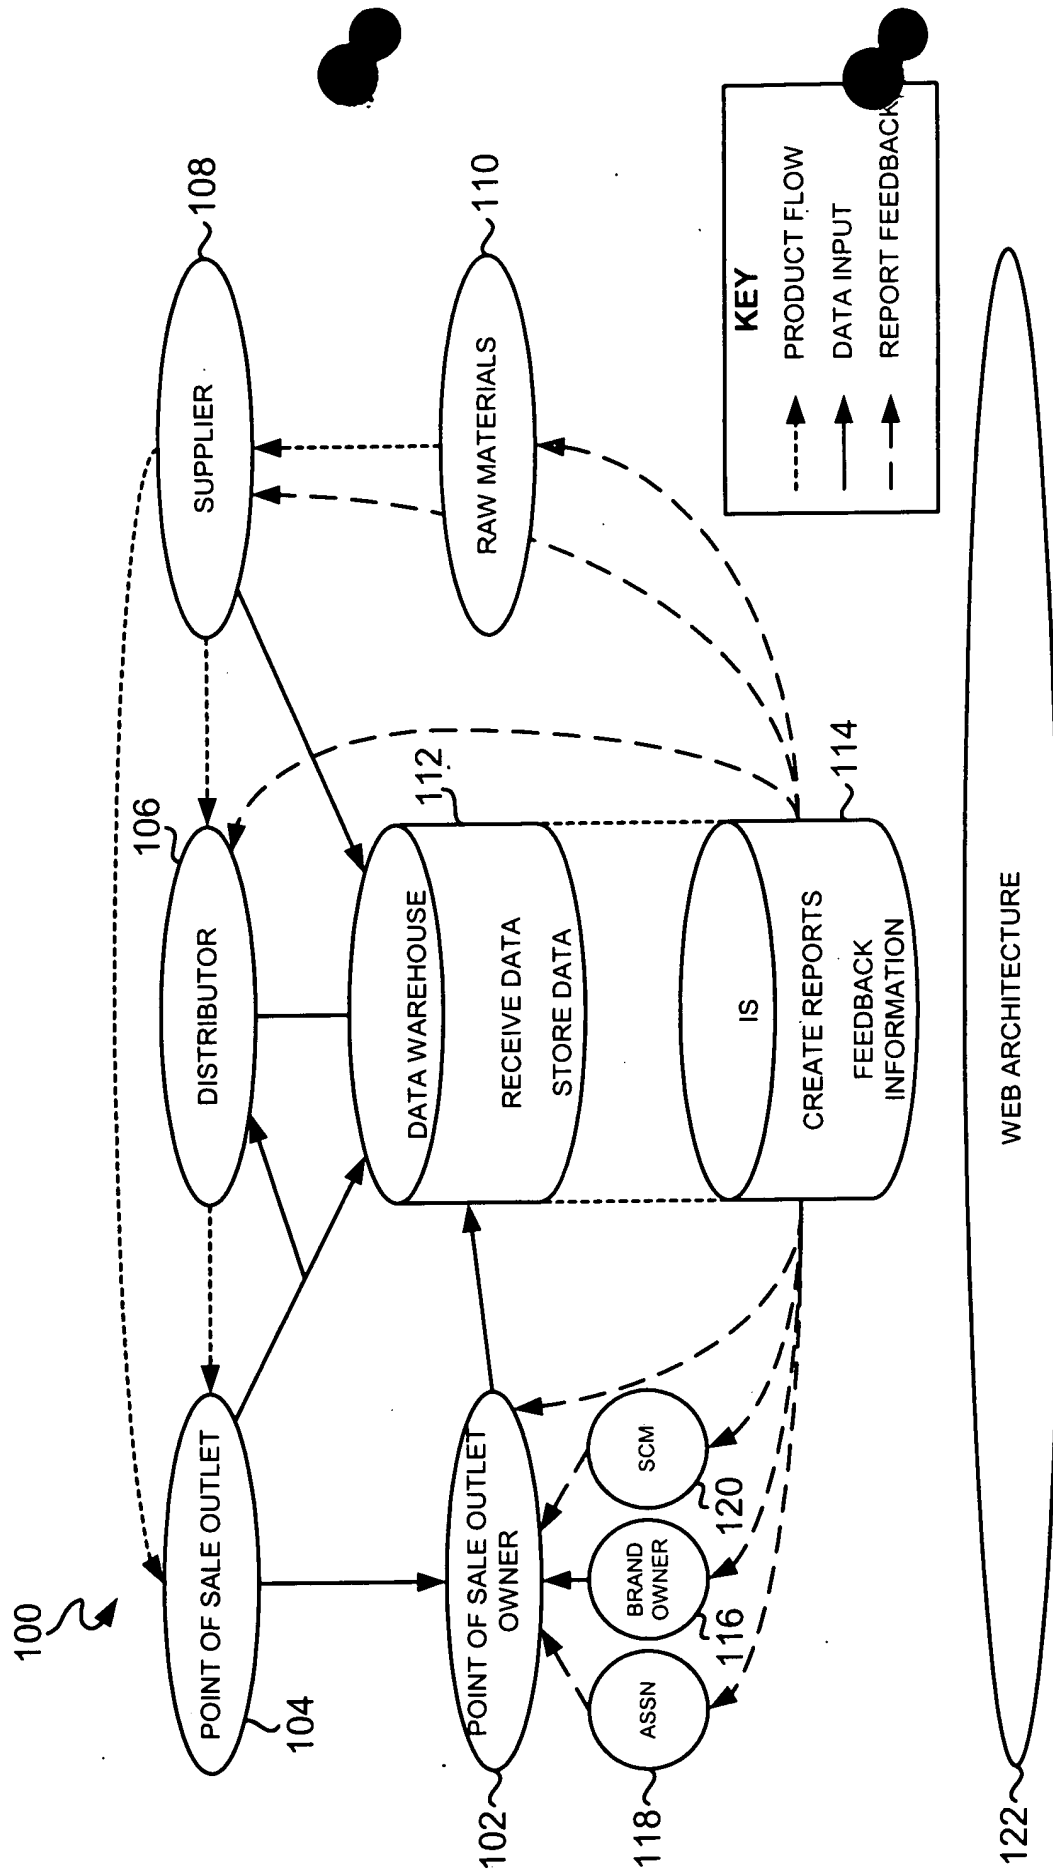 100
108
106
SUPPLIER
DISTRIBUTOR
POINT OF SALE OUTLET
104
110
RAW MATERIALS
112
DATA WAREHOUSE
RECEIVE DATA
STORE DATA
POINT OF SALE OUTLET
OWNER
102
SCM
120
BRAND
OWNER
116
ASSN
118
114
IS
CREATE REPORTS
FEEDBACK
INFORMATION
KEY
PRODUCT FLOW
DATA INPUT
REPORT FEEDBACK
WEB ARCHITECTURE
122